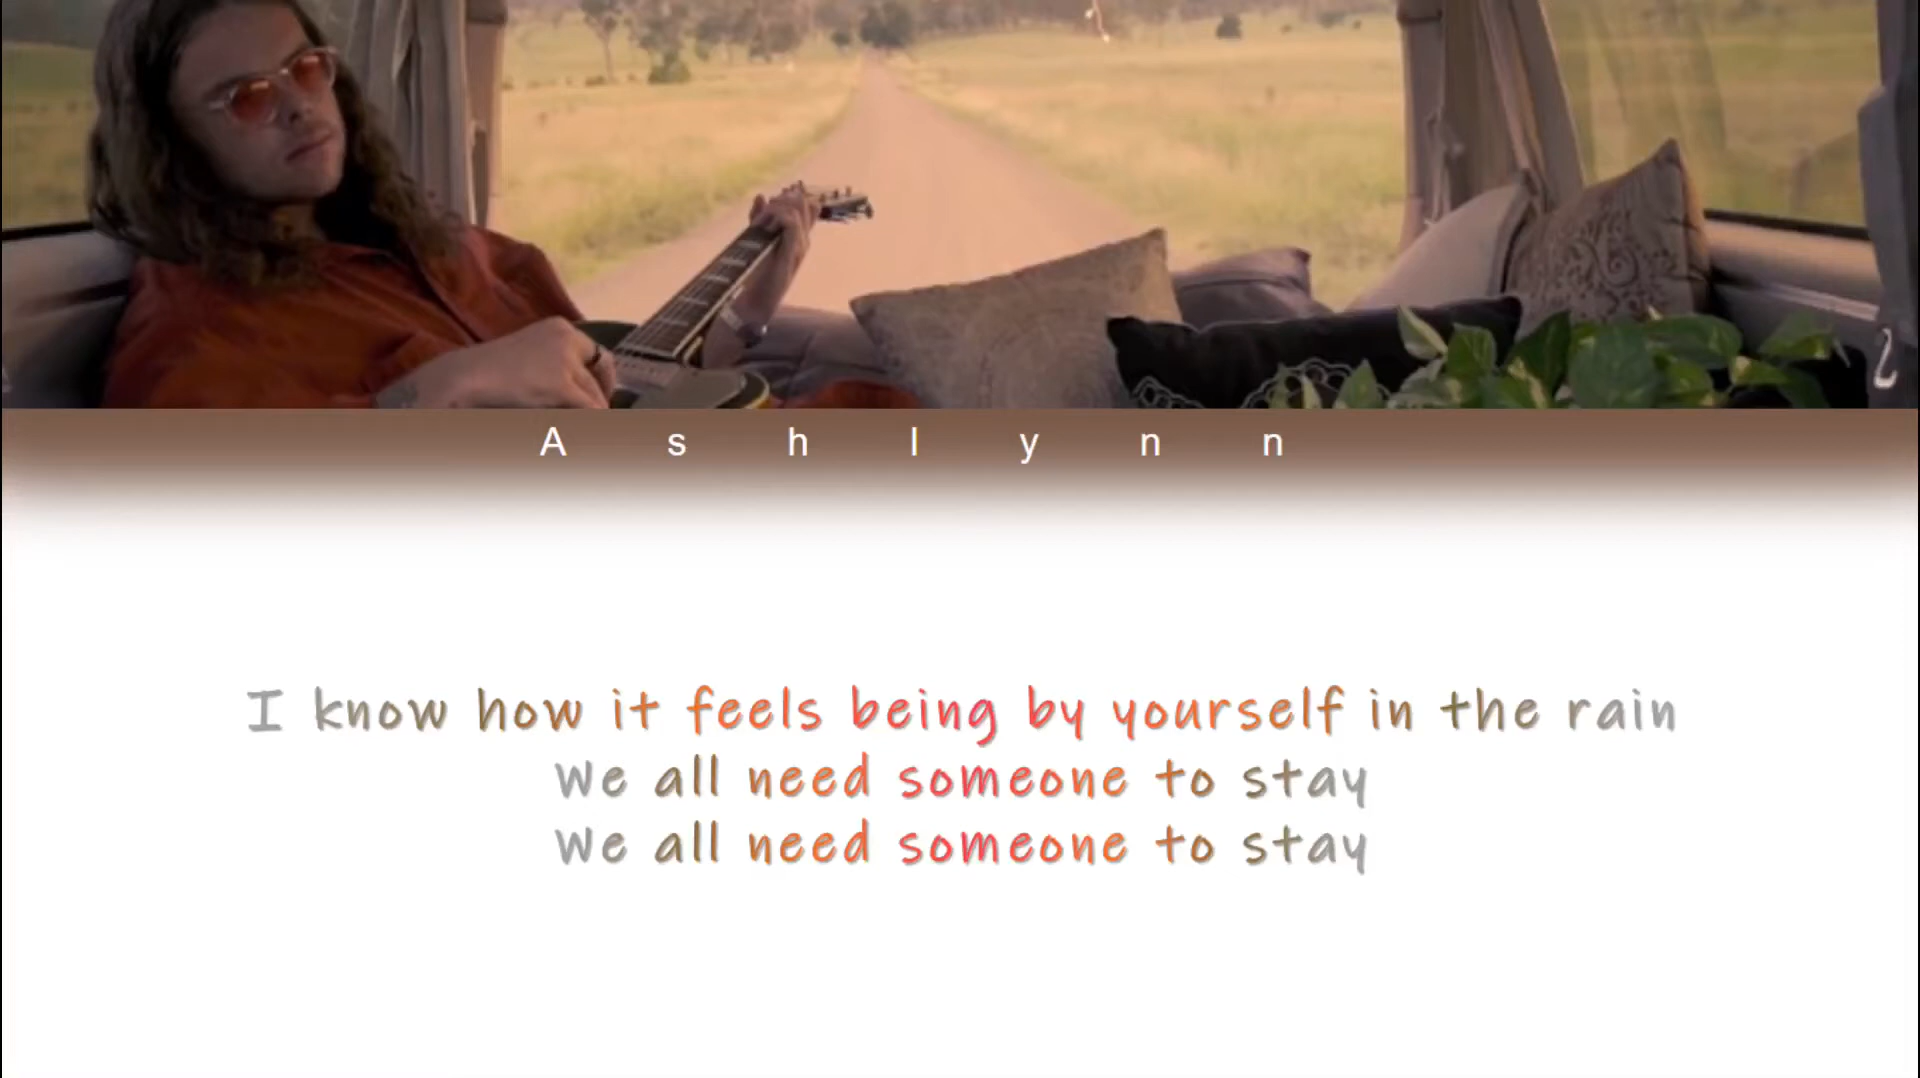 Ashlynn
I know how it feels being by yourself in the rain
We all need someone to stay
We all need someone to stay